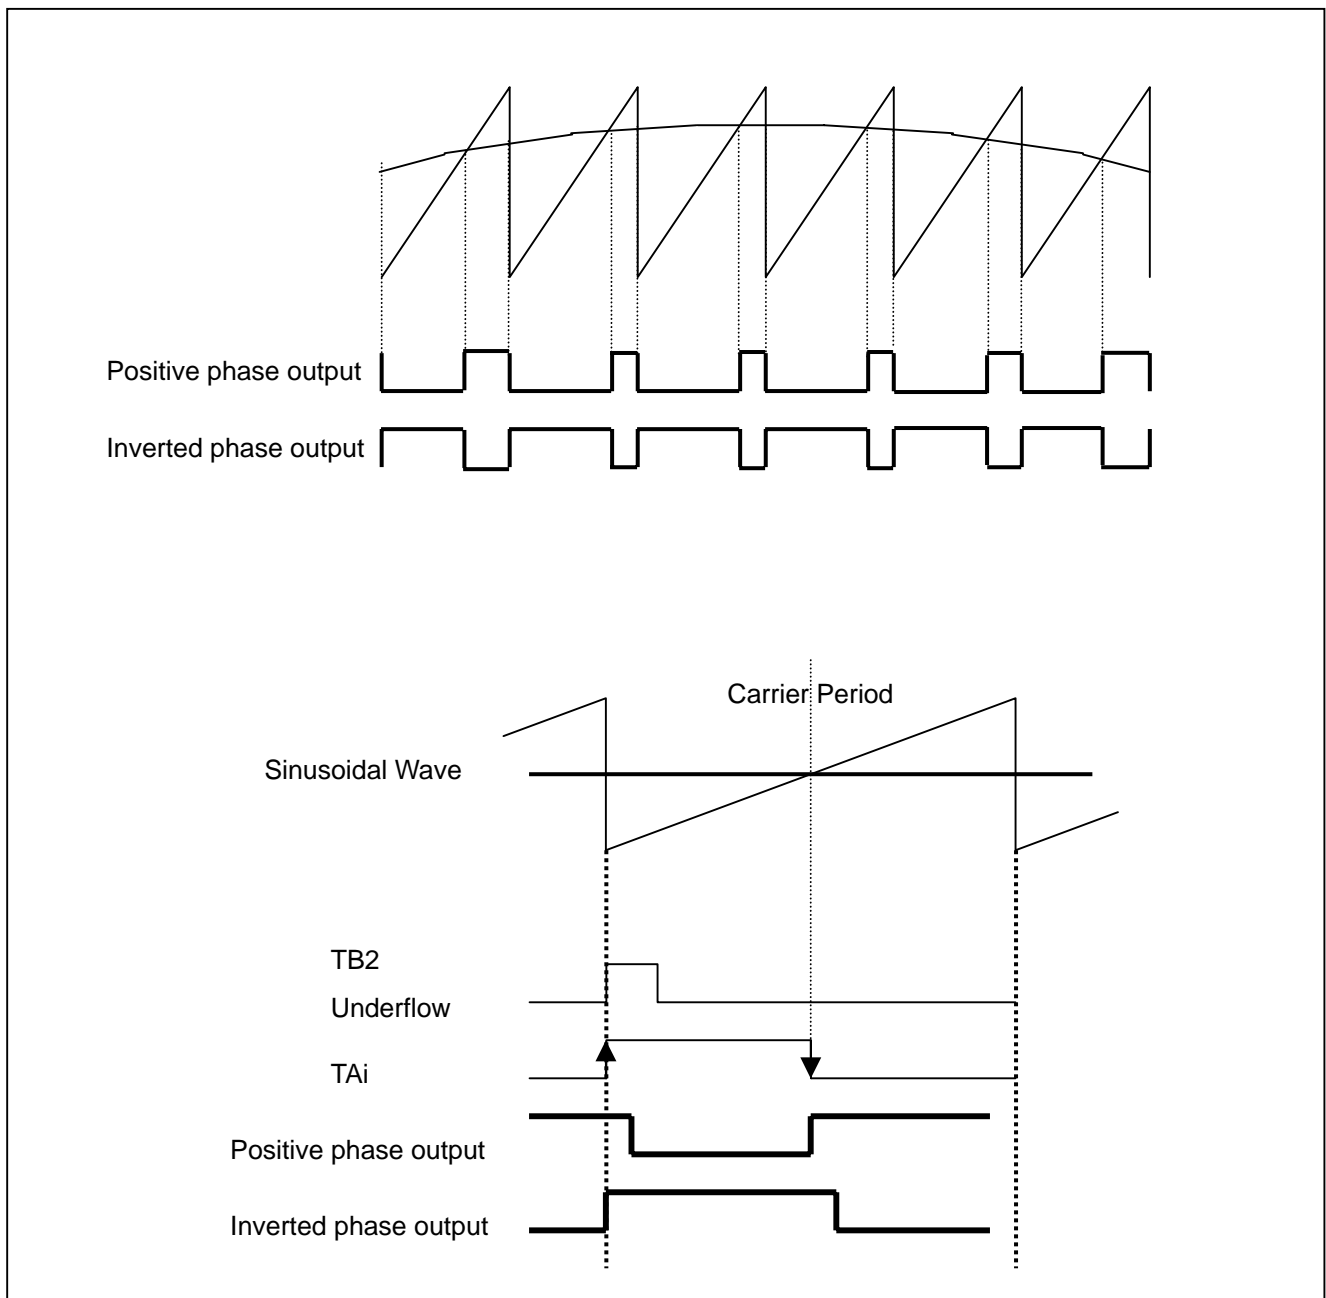 Positive phase output
Inverted phase output
Carrier Period
Sinusoidal Wave
TB2
Underflow
TAi
Positive phase output
Inverted phase output